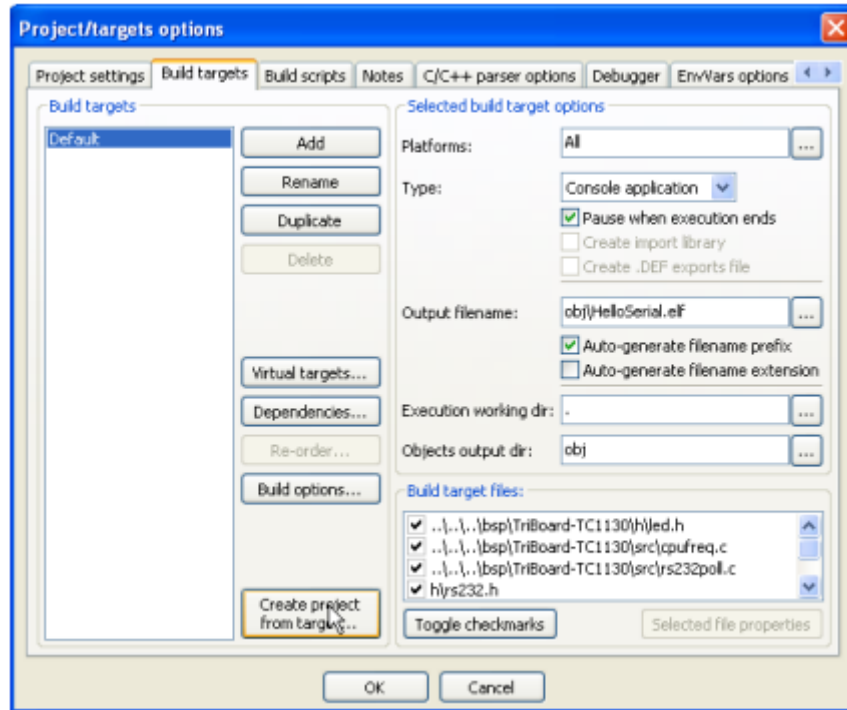 Project/targets options
Project settings Build targets Build scripts Notes C/C++ parser options Debugger EnvVars options
Build targets
Default
Add
Rename
Duplicate
Delete
Virtual targets...
Dependencies...
Re-order...
Build options...
Create project
from target...
Selected build target options
Platforms: All ...
Type: Console application
Pause when execution ends
Create import library
Create .DEF exports file
Output filename: obj\HelloSerial.elf ...
Auto-generate filename prefix
Auto-generate filename extension
Execution working dir: . ...
Objects output dir: obj ...
Build target files:
..\..\..\bsp\TriBoard-TC1130\h\led.h
..\..\..\bsp\TriBoard-TC1130\src\cpufreq.c
..\..\..\bsp\TriBoard-TC1130\src\rs232poll.c
h\rs232.h
Toggle checkmarks Selected file properties
OK Cancel